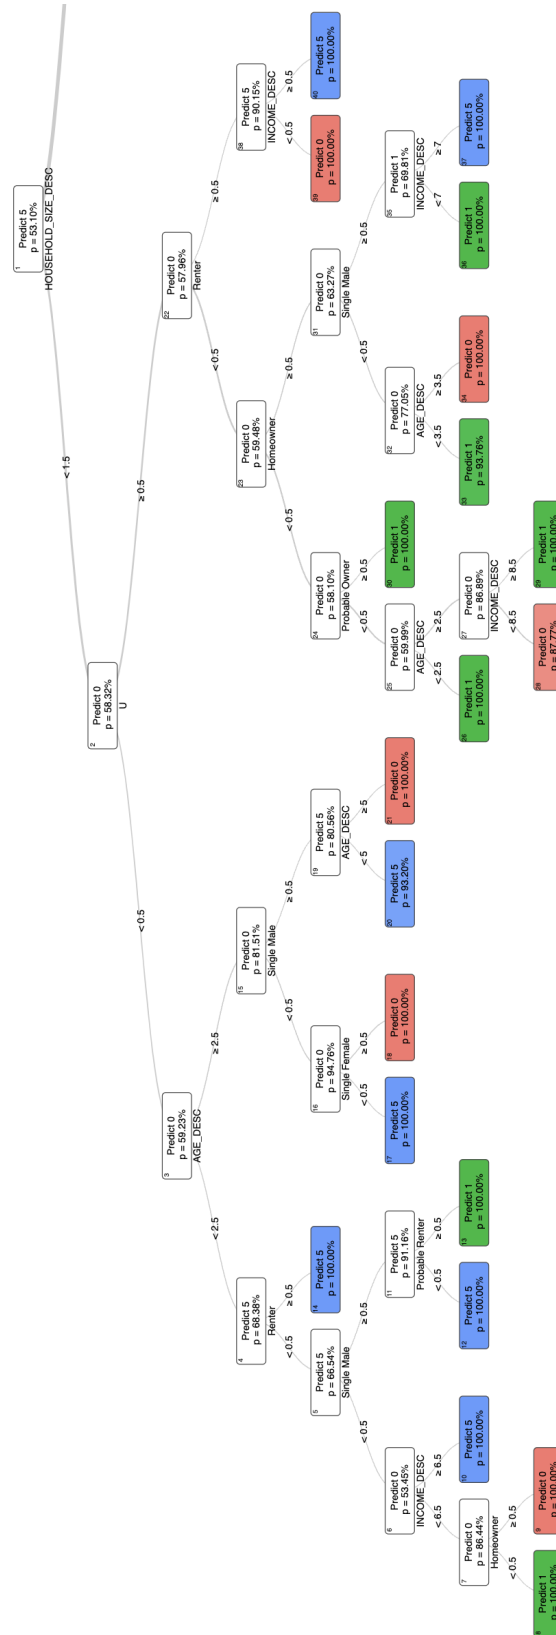 1
Predict 5
p = 53.10%
HOUSEHOLD_SIZE_DESC
< 1.5
2
Predict 0
p = 58.32%
U
< 0.5
≥ 0.5
3
Predict 0
p = 59.23%
AGE_DESC
22
Predict 0
p = 57.96%
Renter
< 2.5
≥ 2.5
< 0.5
≥ 0.5
4
Predict 5
p = 68.38%
Renter
15
Predict 0
p = 81.51%
Single Male
23
Predict 0
p = 59.48%
Homeowner
38
Predict 5
p = 90.15%
INCOME_DESC
< 0.5
≥ 0.5
< 0.5
≥ 0.5
< 0.5
≥ 0.5
< 0.5
≥ 0.5
5
Predict 5
p = 66.54%
Single Male
14
Predict 5
p = 100.00%
16
Predict 0
p = 94.76%
Single Female
19
Predict 5
p = 80.56%
AGE_DESC
24
Predict 0
p = 58.10%
Probable Owner
31
Predict 0
p = 63.27%
Single Male
39
Predict 0
p = 100.00%
40
Predict 5
p = 100.00%
< 0.5
≥ 0.5
< 0.5
≥ 0.5
< 5
≥ 5
< 0.5
≥ 0.5
< 0.5
≥ 0.5
6
Predict 0
p = 53.45%
INCOME_DESC
11
Predict 5
p = 91.16%
Probable Renter
17
Predict 5
p = 100.00%
18
Predict 0
p = 100.00%
20
Predict 5
p = 93.20%
21
Predict 0
p = 100.00%
25
Predict 0
p = 59.99%
AGE_DESC
30
Predict 1
p = 100.00%
32
Predict 0
p = 77.05%
AGE_DESC
35
Predict 1
p = 69.81%
INCOME_DESC
< 6.5
≥ 6.5
< 0.5
≥ 0.5
< 2.5
≥ 2.5
< 3.5
≥ 3.5
< 7
≥ 7
7
Predict 0
p = 86.44%
Homeowner
10
Predict 5
p = 100.00%
12
Predict 5
p = 100.00%
13
Predict 1
p = 100.00%
26
Predict 1
p = 100.00%
27
Predict 0
p = 86.89%
INCOME_DESC
33
Predict 1
p = 93.76%
34
Predict 0
p = 100.00%
36
Predict 1
p = 100.00%
37
Predict 5
p = 100.00%
< 0.5
≥ 0.5
< 8.5
≥ 8.5
8
Predict 1
p = 100.00%
9
Predict 0
p = 100.00%
28
Predict 0
p = 87.77%
29
Predict 1
p = 100.00%